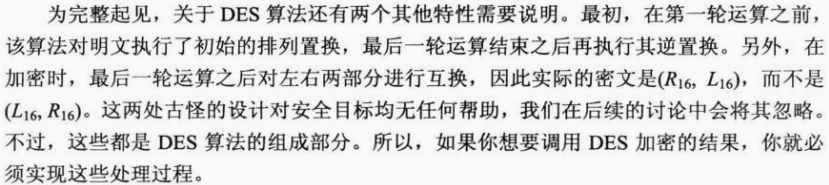 为完整起见，关于 DES 算法还有两个其他特性需要说明。最初，在第一轮运算之前，
该算法对明文执行了初始的排列置换，最后一轮运算结束之后再执行其逆置换。另外，在
加密时，最后一轮运算之后对左右两部分进行互换，因此实际的密文是(R₁₆, L₁₆)，而不是
(L₁₆, R₁₆)。这两处古怪的设计对安全目标均无任何帮助，我们在后续的讨论中会将其忽略。
不过，这些都是 DES 算法的组成部分。所以，如果你想要调用 DES 加密的结果，你就必
须实现这些处理过程。